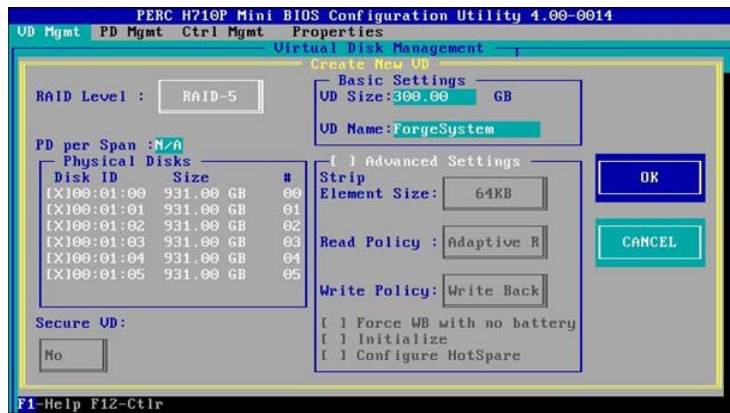 PERC H710P Mini BIOS Configuration Utility 4.00-0014
VD Mgmt PD Mgmt Ctrl Mgmt Properties
Virtual Disk Management
Create New VD
RAID Level : RAID-5
PD per Span :N/A
Physical Disks
Disk ID Size #
[X]00:01:00 931.00 GB 00
[X]00:01:01 931.00 GB 01
[X]00:01:02 931.00 GB 02
[X]00:01:03 931.00 GB 03
[X]00:01:04 931.00 GB 04
[X]00:01:05 931.00 GB 05
Secure VD:
No
Basic Settings
VD Size:300.00 GB
VD Name:ForgeSystem
[ ] Advanced Settings
Strip
Element Size: 64KB
Read Policy : Adaptive R
Write Policy: Write Back
[ ] Force WB with no battery
[ ] Initialize
[ ] Configure HotSpare
OK
CANCEL
F1-Help F12-Ctlr